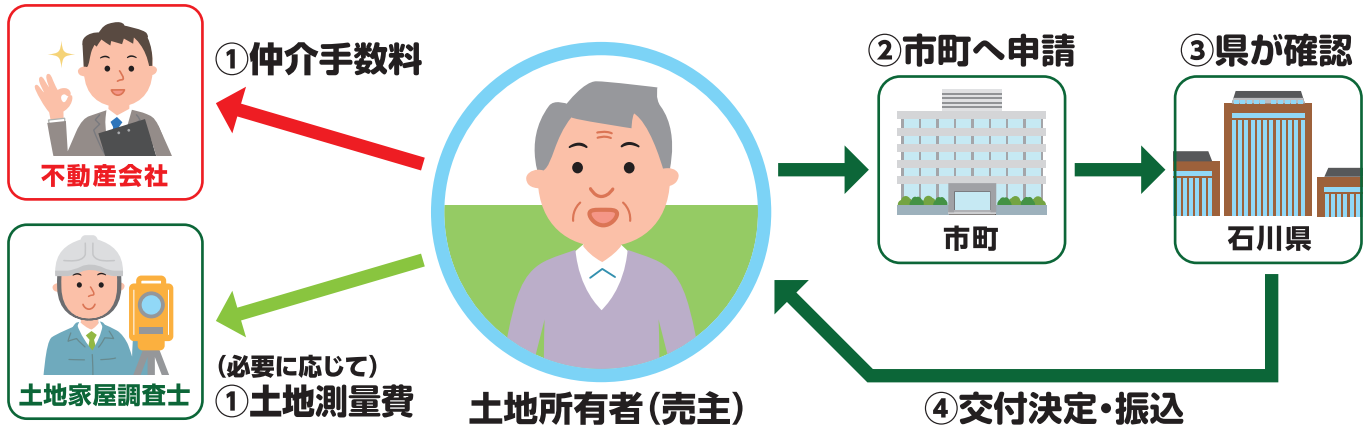 ①仲介手数料
不動産会社
(必要に応じて)
①土地測量費
土地家屋調査士
土地所有者(売主)
②市町へ申請
市町
③県が確認
石川県
④交付決定・振込